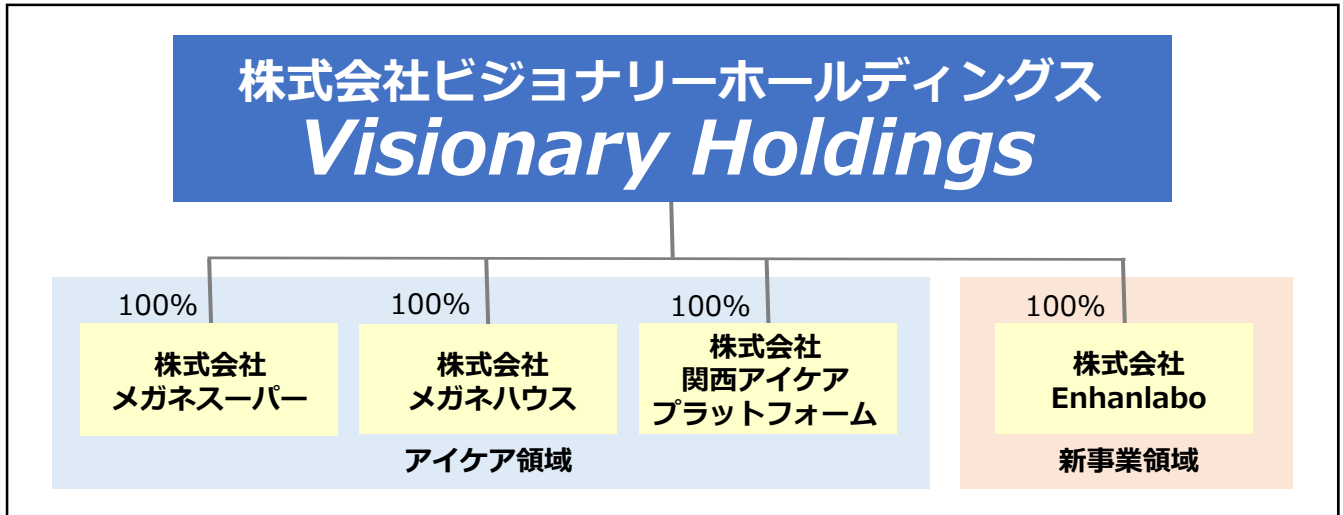 株式会社ビジョナリーホールディングス
Visionary Holdings
100%
株式会社
メガネスーパー
100%
株式会社
メガネハウス
100%
株式会社
関西アイケア
プラットフォーム
アイケア領域
100%
株式会社
Enhanlabo
新事業領域